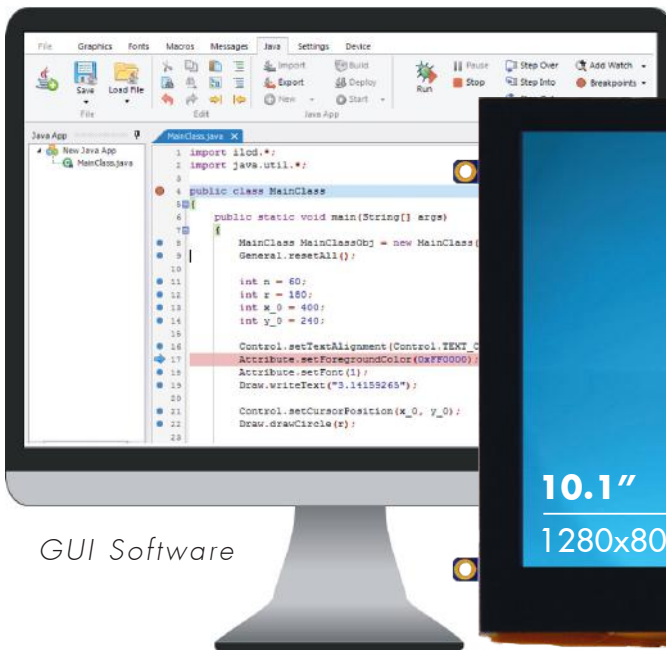 File Graphics Fonts Macros Messages Java Settings Device
Save Load File
Import Export New
Build Deploy Start
Run Pause Stop
Step Over Step Into
Add Watch Breakpoints
File Edit Java App
Java App
New Java App
MainClass.java
MainClass.java X
1 import ilcd.*;
2 import java.util.*;
3
4 public class MainClass
5 {
6 public static void main(String[] args)
7 {
8 MainClass MainClassObj = new MainClass(
9 General.resetAll();
10
11 int n = 60;
12 int r = 180;
13 int x_0 = 400;
14 int y_0 = 240;
15
16 Control.setTextAlignment(Control.TEXT_C
17 Attribute.setForegroundColor(0xFF0000);
18 Attribute.setFont(1);
19 Draw.writeText("3.14159265");
20
21 Control.setCursorPosition(x_0, y_0);
22 Draw.drawCircle(r);
23
GUI Software
10.1"
1280x80